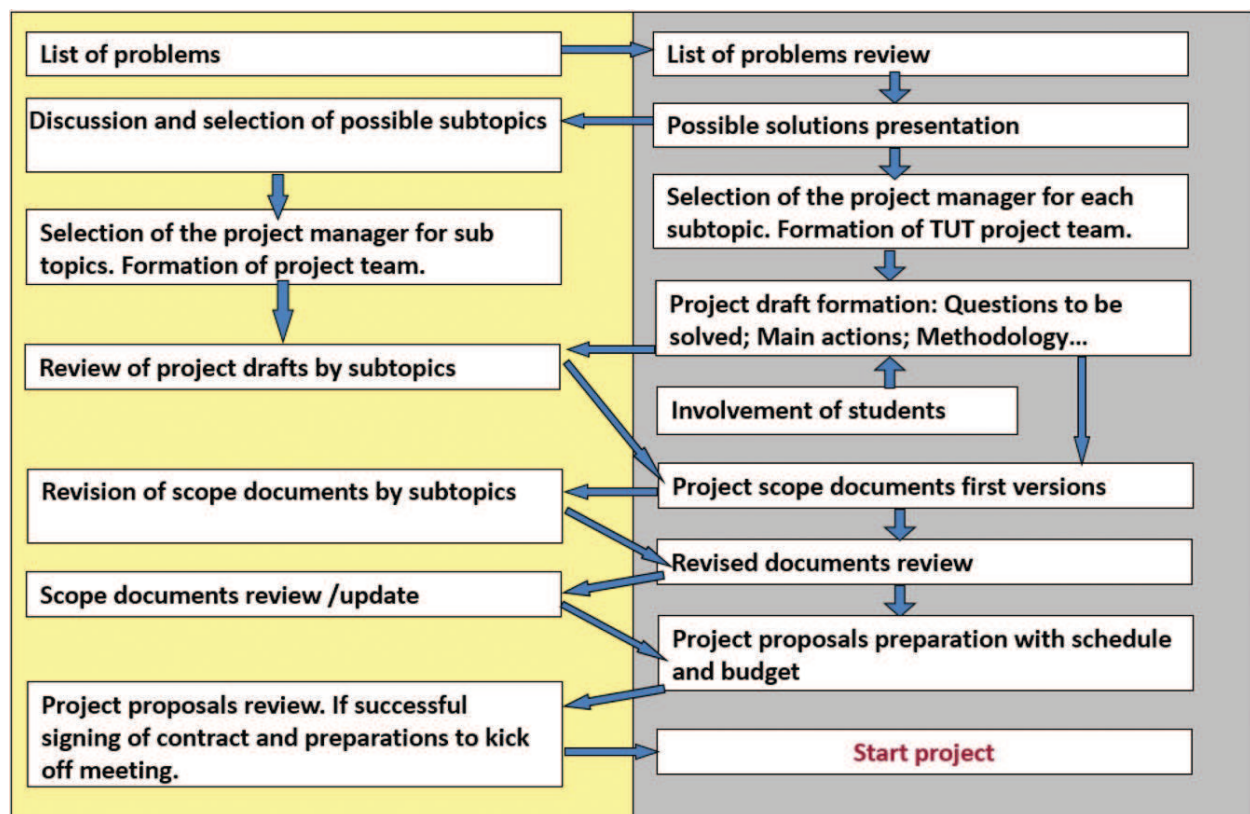 List of problems
List of problems review
Discussion and selection of possible subtopics
Possible solutions presentation
Selection of the project manager for each
subtopic. Formation of TUT project team.
Selection of the project manager for sub
topics. Formation of project team.
Project draft formation: Questions to be
solved; Main actions; Methodology...
Review of project drafts by subtopics
Involvement of students
Project scope documents first versions
Revision of scope documents by subtopics
Revised documents review
Scope documents review /update
Project proposals preparation with schedule
and budget
Project proposals review. If successful
signing of contract and preparations to kick
off meeting.
Start project